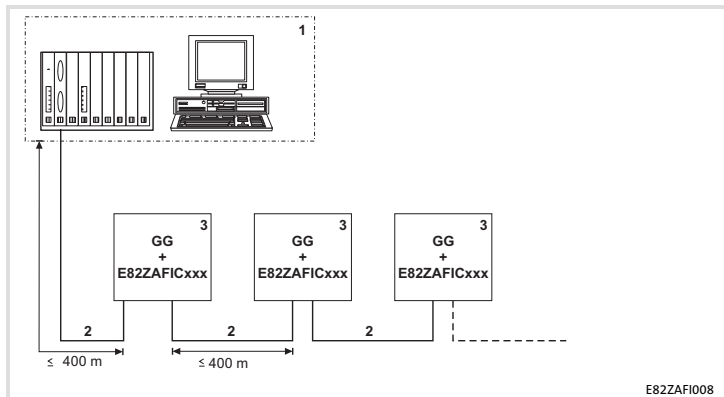 1
3
GG
+
E82ZAFICxxx
3
GG
+
E82ZAFICxxx
3
GG
+
E82ZAFICxxx
2
2
2
≤ 400 m
≤ 400 m
E82ZAFI008